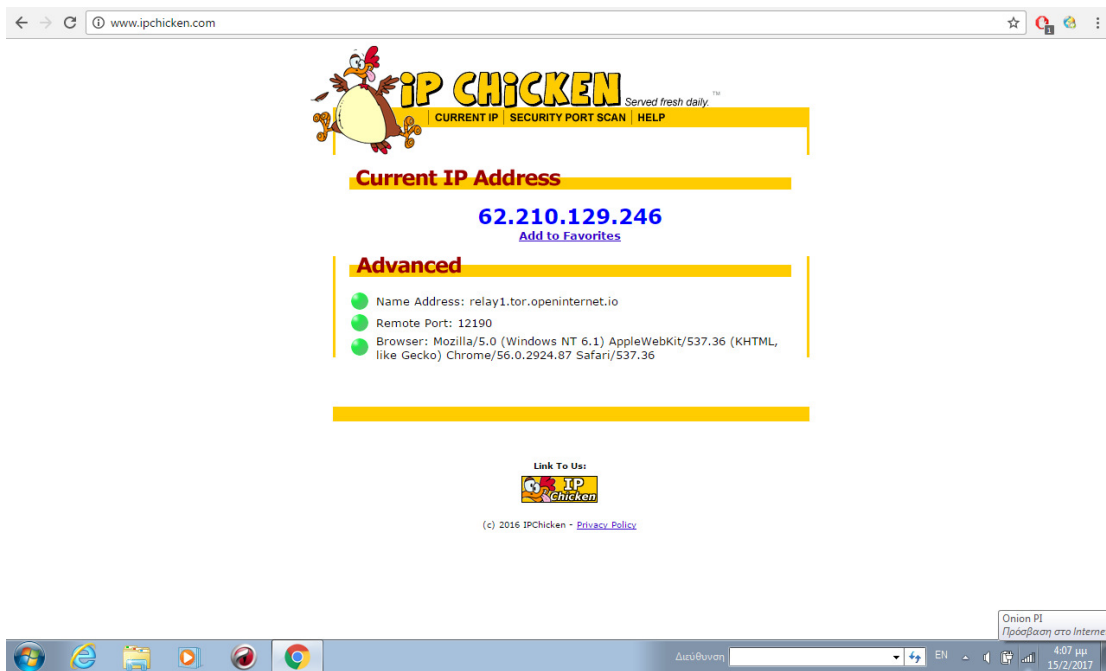 www.ipchicken.com
1
iP CHiCKEN Served fresh daily. ™
CURRENT IP | SECURITY PORT SCAN | HELP
Current IP Address
62.210.129.246
Add to Favorites
Advanced
Name Address: relay1.tor.openinternet.io
Remote Port: 12190
Browser: Mozilla/5.0 (Windows NT 6.1) AppleWebKit/537.36 (KHTML,
like Gecko) Chrome/56.0.2924.87 Safari/537.36
Link To Us:
IP
Chicken
(c) 2016 IPChicken - Privacy Policy
Onion PI
Πρόσβαση στο Interne
Διεύθυνση
EN
4:07 μμ
15/2/2017